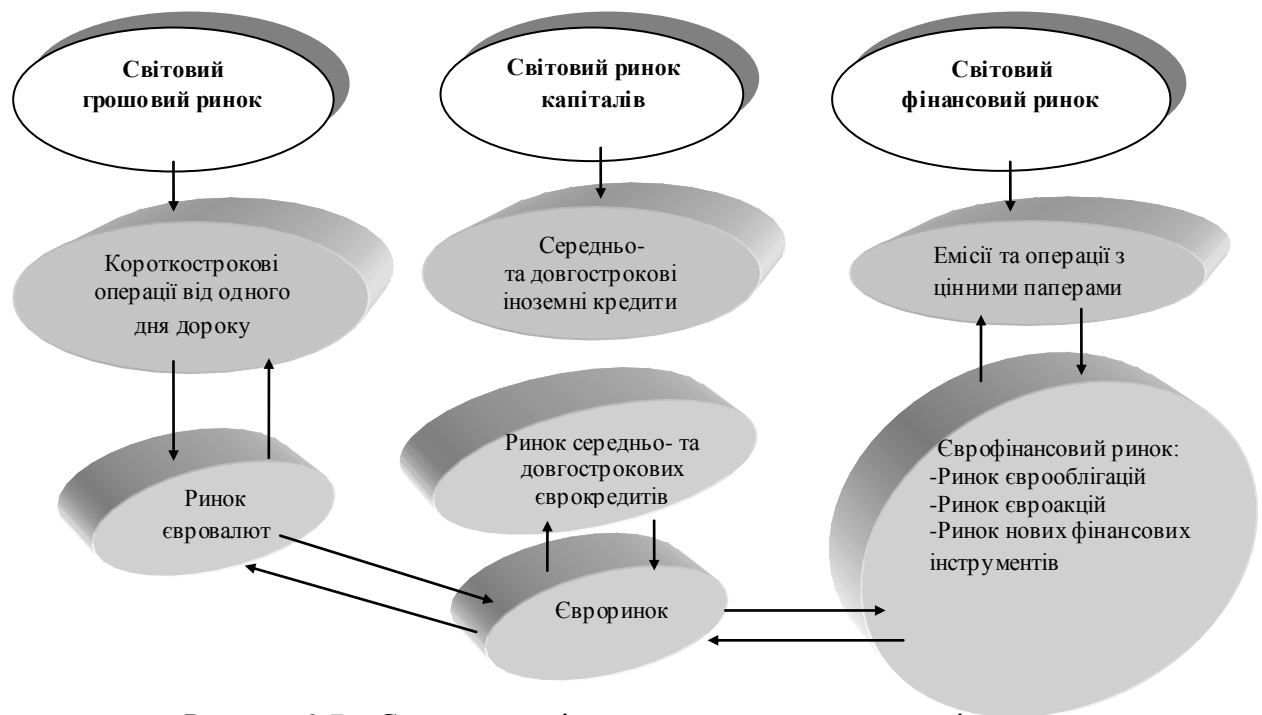 Світовий
грошовий ринок
Світовий ринок
капіталів
Світовий
фінансовий ринок
Короткострокові
операції від одного
дня дороку
Середньо-
та довгострокові
іноземні кредити
Емісії та операції з
цінними паперами
Ринок
євровалют
Ринок середньо- та
довгострокових
єврокредитів
Євроринок
Єврофінансовий ринок:
-Ринок єврооблігацій
-Ринок євроакцій
-Ринок нових фінансових
інструментів